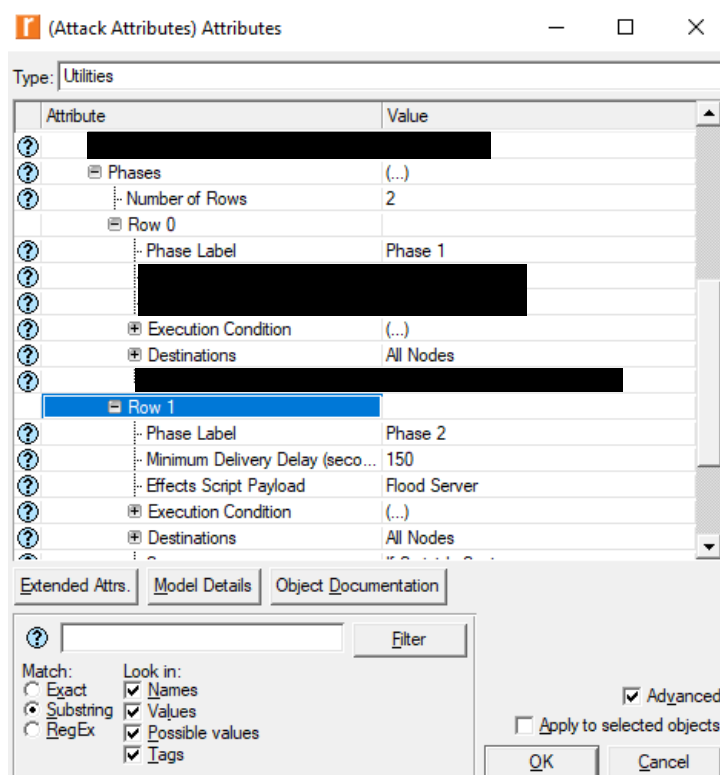 (Attack Attributes) Attributes
Type: Utilities
Attribute Value
Phases (...)
Number of Rows 2
Row 0
Phase Label Phase 1
Execution Condition (...)
Destinations All Nodes
Row 1
Phase Label Phase 2
Minimum Delivery Delay (seco... 150
Effects Script Payload Flood Server
Execution Condition (...)
Destinations All Nodes
Extended Attrs. Model Details Object Documentation
Filter
Match: Look in:
Exact Names
Substring Values
RegEx Possible values
Tags
Advanced
Apply to selected objects
OK Cancel